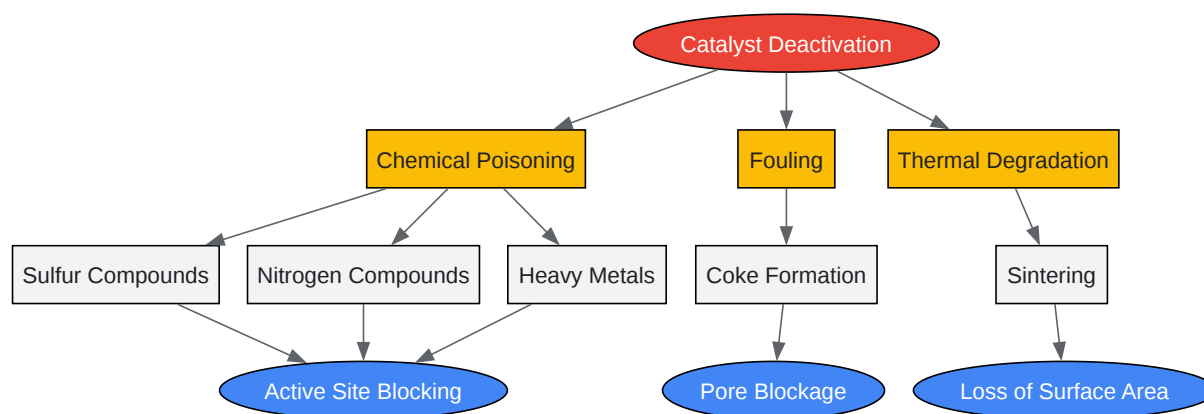 Catalyst Deactivation
Chemical Poisoning
Fouling
Thermal Degradation
Sulfur Compounds
Nitrogen Compounds
Heavy Metals
Coke Formation
Sintering
Active Site Blocking
Pore Blockage
Loss of Surface Area